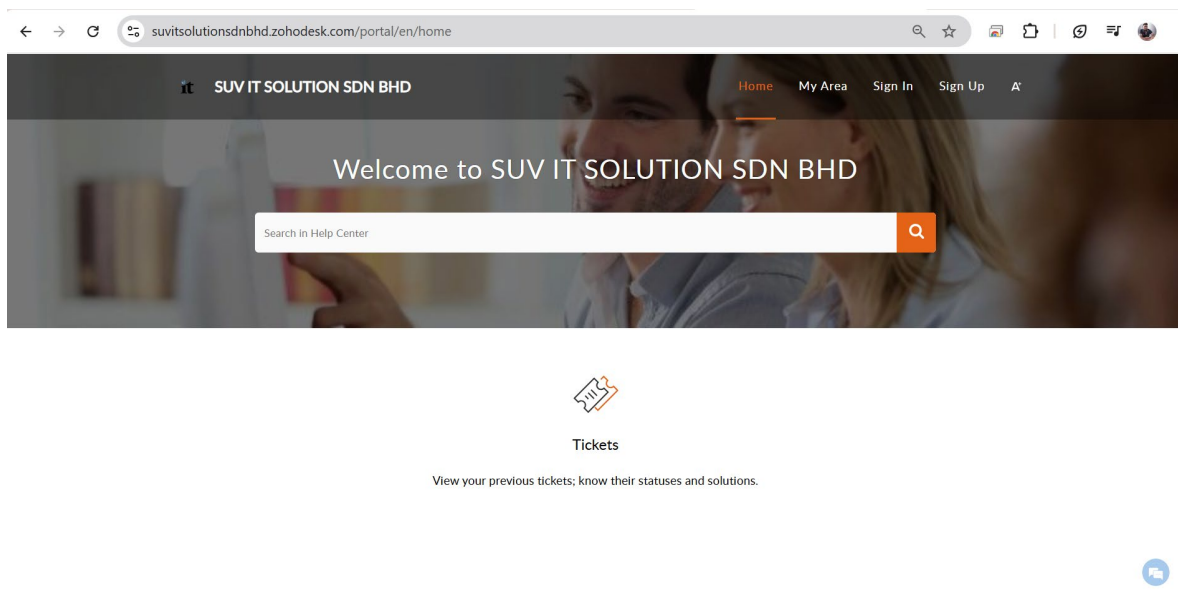 suvitsolutionsdnbhd.zohodesk.com/portal/en/home
it SUV IT SOLUTION SDN BHD Home My Area Sign In Sign Up A+
Welcome to SUV IT SOLUTION SDN BHD
Search in Help Center
Tickets
View your previous tickets; know their statuses and solutions.